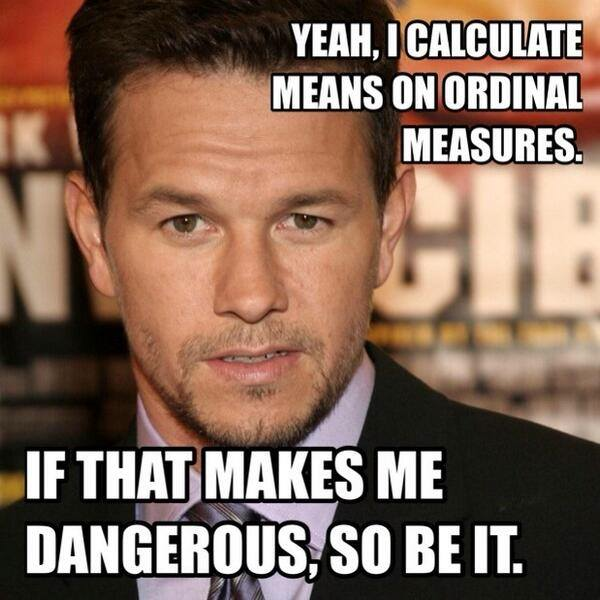 YEAH, I CALCULATE
MEANS ON ORDINAL
MEASURES.
IF THAT MAKES ME
DANGEROUS, SO BE IT.